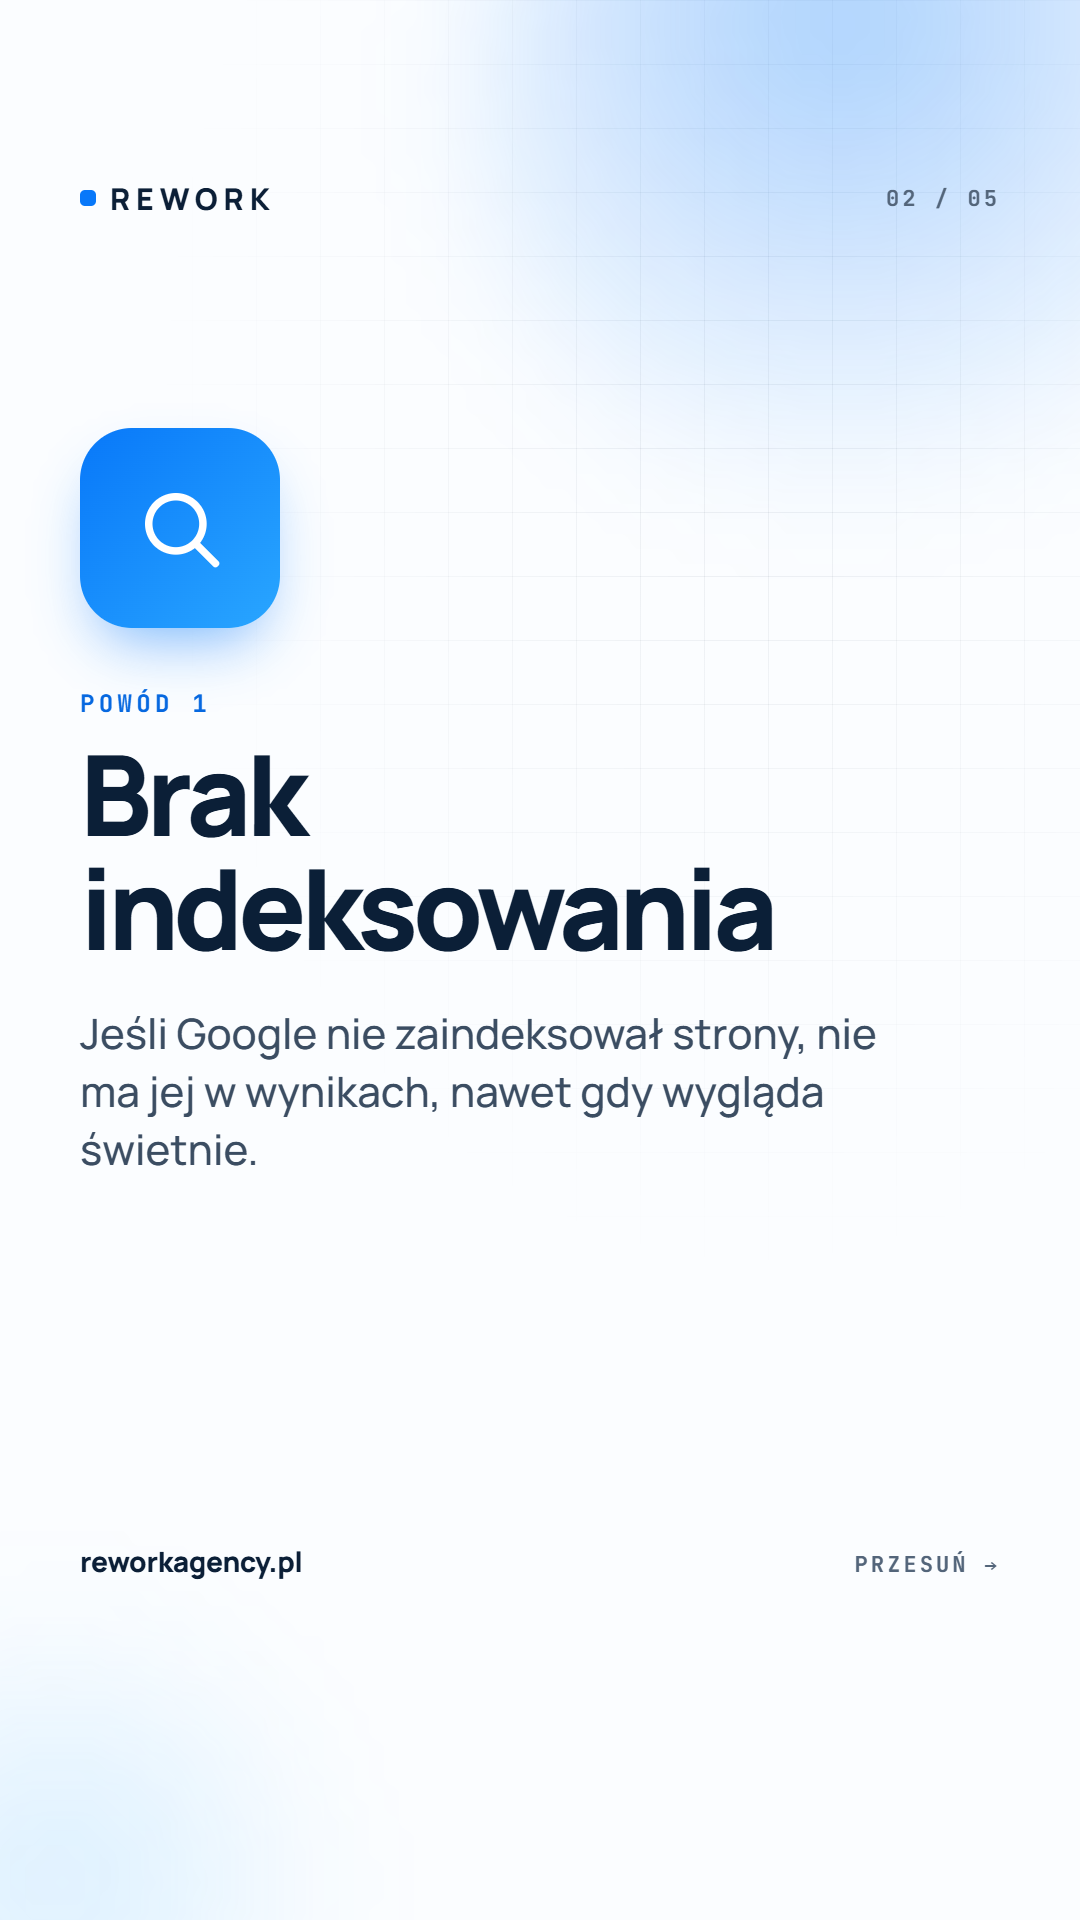 REWORK
02 / 05
POWÓD 1
Brak
indeksowania
Jeśli Google nie zaindeksował strony, nie
ma jej w wynikach, nawet gdy wygląda
świetnie.
reworkagency.pl
PRZESUŃ →